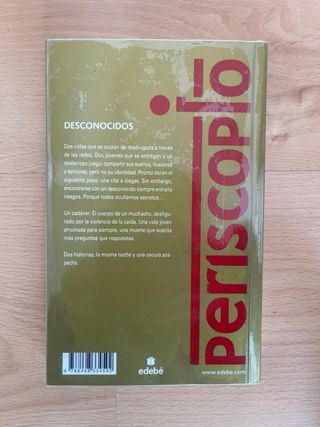 DESCONOCIDOS
Dos vidas que se cruzan de madrugada a través
de las redes. Dos jóvenes que se entregan a un
misterioso juego: compartir sus sueños, ilusiones
y temores, pero no su identidad. Pronto darán el
siguiente paso: una cita a ciegas. Sin embargo,
encontrarse con un desconocido siempre entraña
riesgos. Porque todos ocultamos secretos...
Un cadáver. El cuerpo de un muchacho, desfigu-
rado por la violencia de la caída. Una vida joven
arruinada para siempre, una muerte que suscita
más preguntas que respuestas.
Dos historias, la misma noche y una oscura sos-
pecha.
periscopio
edebé
www.edebe.com